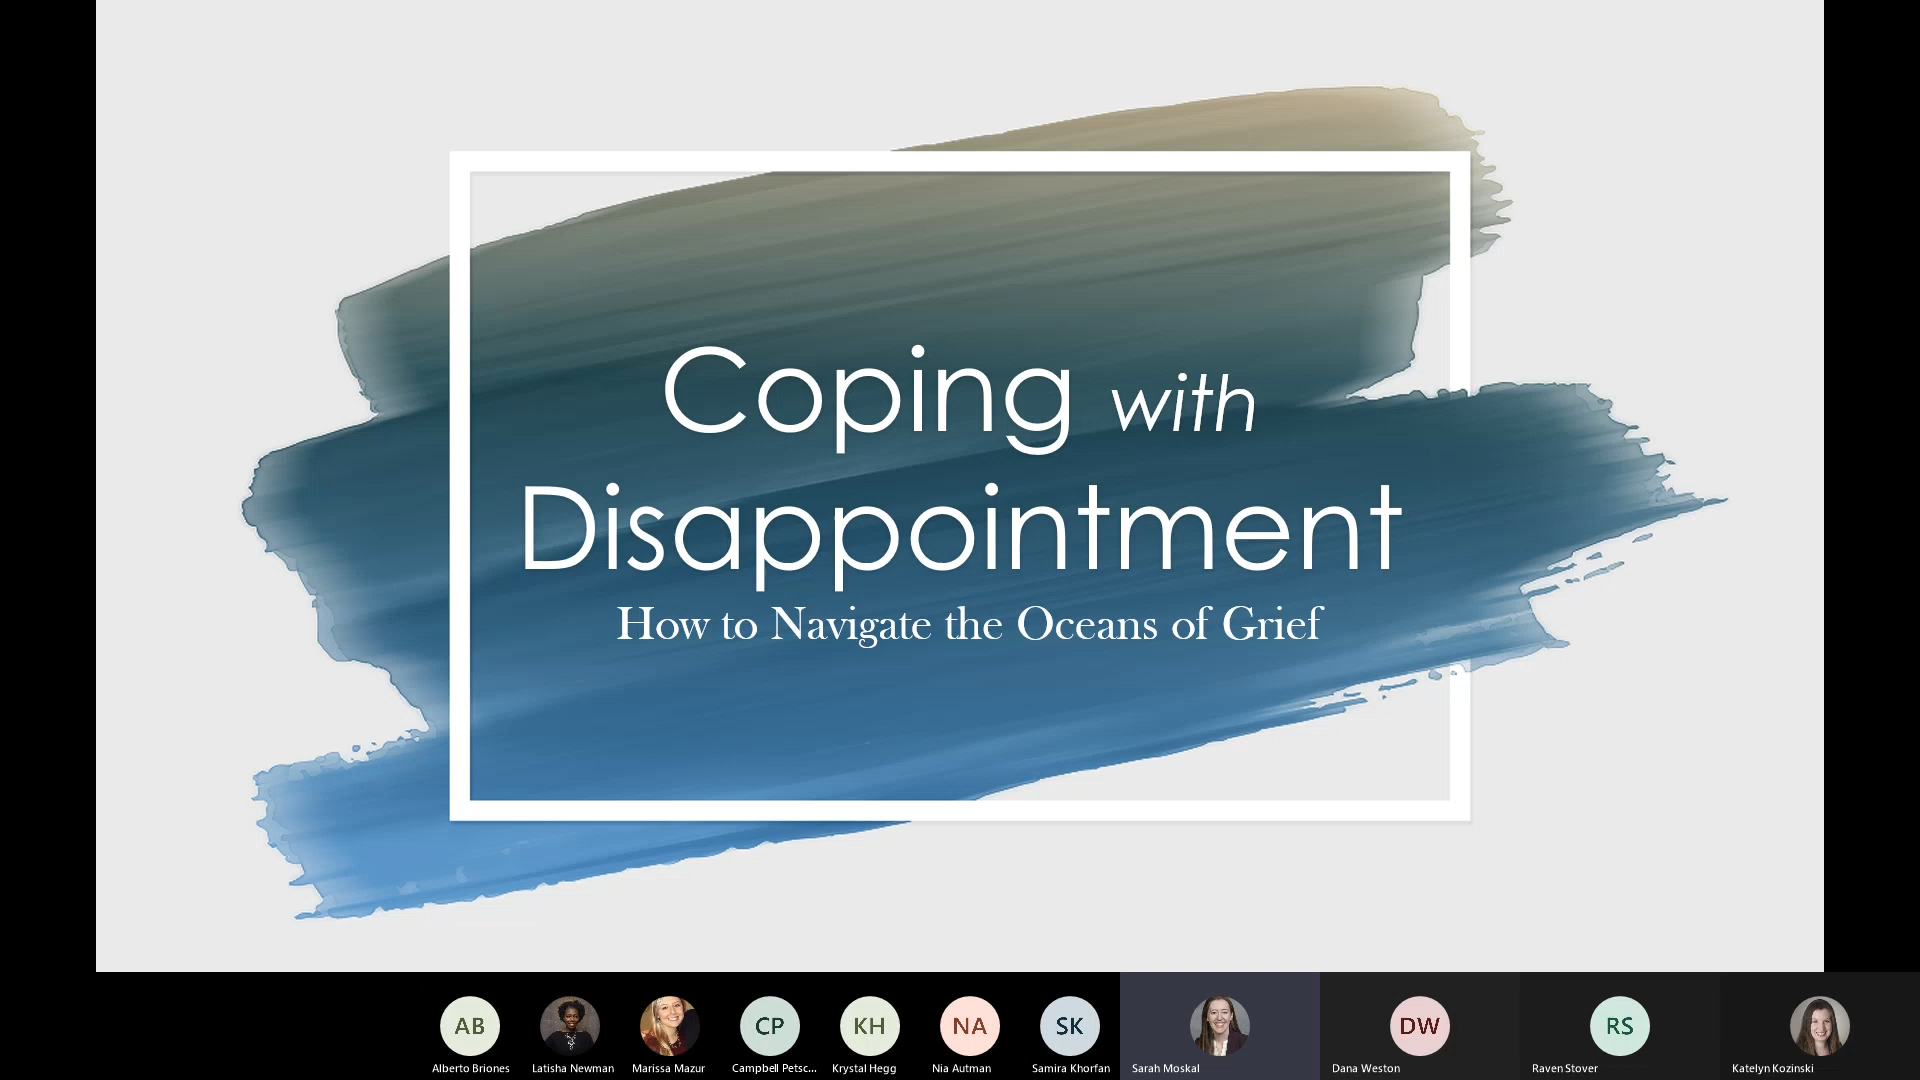 Coping with
Disappointment
How to Navigate the Oceans of Grief
AB
CP
KH
NA
SK
DW
RS
Alberto Briones
Latisha Newman
Marissa Mazur
Campbell Petsc...
Krystal Hegg
Nia Autman
Samira Khorfan
Sarah Moskal
Dana Weston
Raven Stover
Katelyn Kozinski